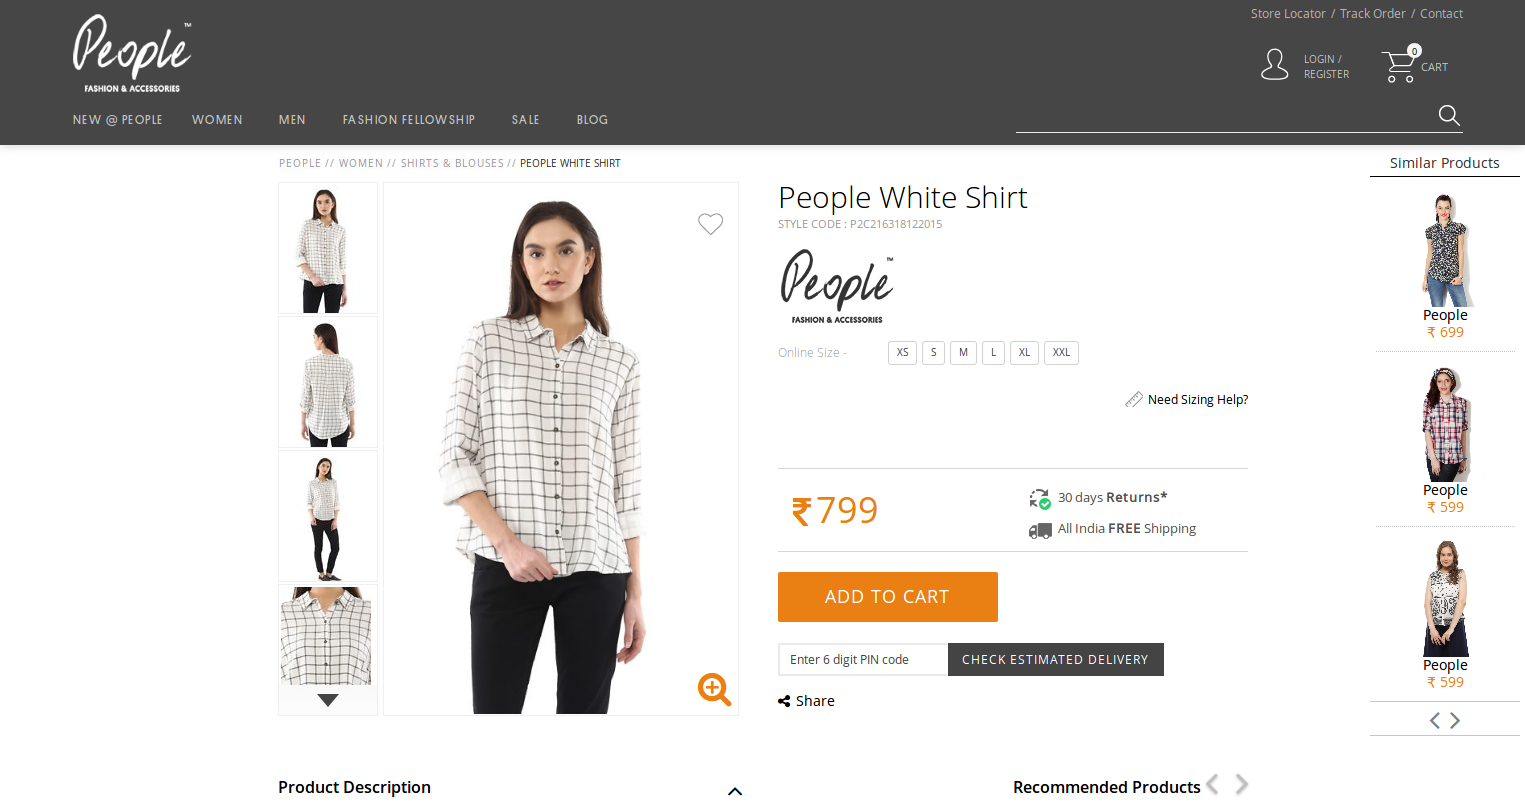 Store Locator / Track Order / Contact
People™
FASHION & ACCESSORIES
LOGIN /
REGISTER
0
CART
NEW @ PEOPLE WOMEN MEN FASHION FELLOWSHIP SALE BLOG
PEOPLE // WOMEN // SHIRTS & BLOUSES // PEOPLE WHITE SHIRT
People White Shirt
STYLE CODE : P2C216318122015
People™
FASHION & ACCESSORIES
Online Size - XS S M L XL XXL
Need Sizing Help?
₹799
30 days Returns*
All India FREE Shipping
ADD TO CART
Enter 6 digit PIN code CHECK ESTIMATED DELIVERY
Share
Similar Products
People
₹ 699
People
₹ 599
People
₹ 599
Product Description
Recommended Products